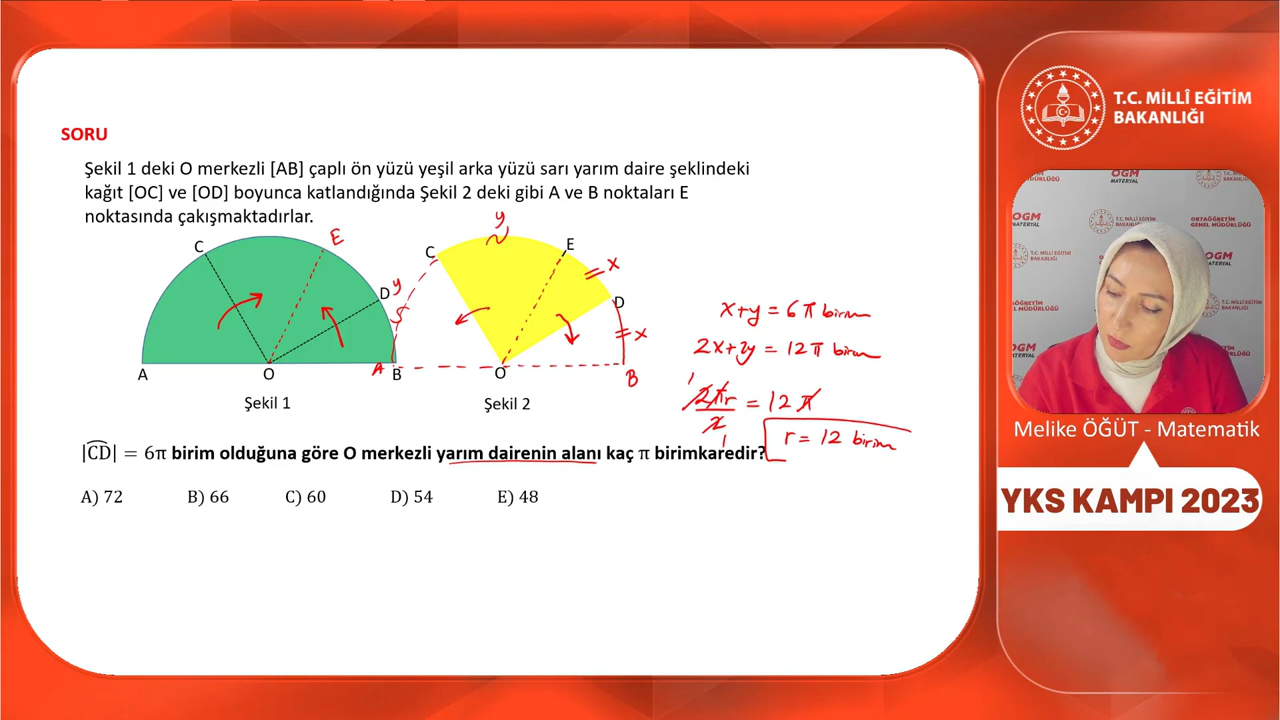 T.C. MİLLÎ EĞİTİM
BAKANLIĞI
SORU
Şekil 1 deki O merkezli [AB] çaplı ön yüzü yeşil arka yüzü sarı yarım daire şeklindeki
kağıt [OC] ve [OD] boyunca katlandığında Şekil 2 deki gibi A ve B noktaları E
noktasında çakışmaktadırlar.
C
E
D
y
A
O
B
Şekil 1
y
C
E
x
D
x
A
O
B
Şekil 2
x+y = 6π birim
2x+2y = 12π birim
2πr/2 = 12π
r = 12 birim
|CD| = 6π birim olduğuna göre O merkezli yarım dairenin alanı kaç π birimkaredir?
A) 72 B) 66 C) 60 D) 54 E) 48
OGM
MATERYAL
ORTAÖĞRETİM
GENEL MÜDÜRLÜĞÜ
Melike ÖĞÜT - Matematik
YKS KAMPI 2023